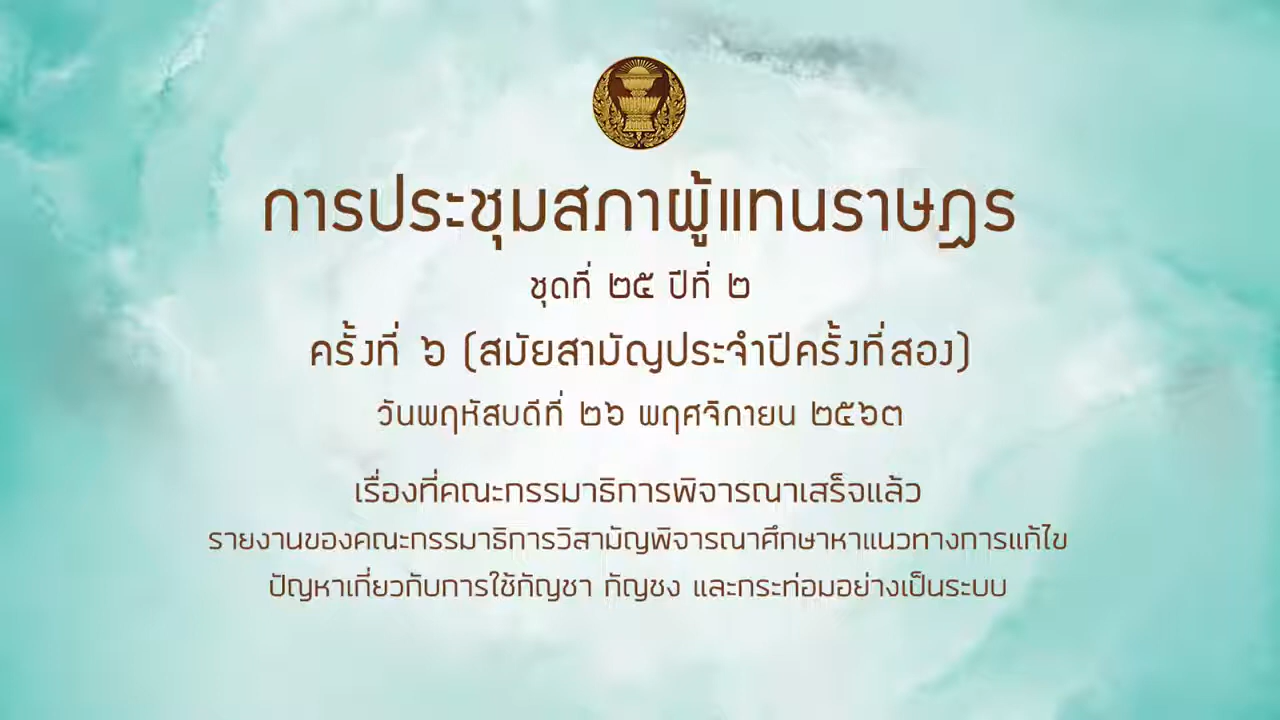 การประชุมสภาผู้แทนราษฎร
ชุดที่ ๒๕ ปีที่ ๒
ครั้งที่ ๖ (สมัยสามัญประจำปีครั้งที่สอง)
วันพฤหัสบดีที่ ๒๖ พฤศจิกายน ๒๕๖๓
เรื่องที่คณะกรรมาธิการพิจารณาเสร็จแล้ว
รายงานของคณะกรรมาธิการวิสามัญพิจารณาศึกษาหาแนวทางการแก้ไข
ปัญหาเกี่ยวกับการใช้กัญชา กัญชง และกระท่อมอย่างเป็นระบบ